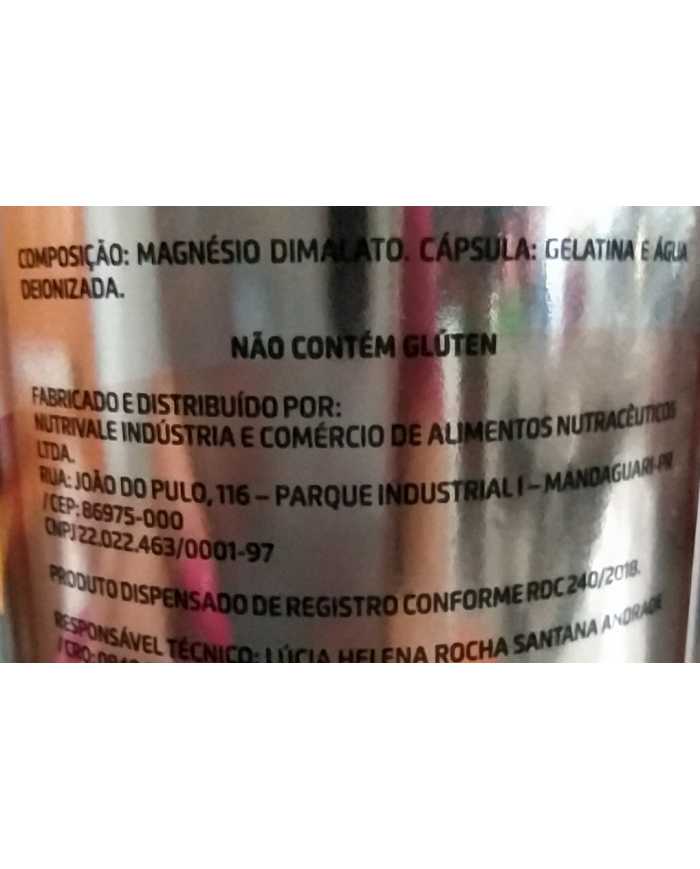 COMPOSIÇÃO: MAGNÉSIO DIMALATO. CÁPSULA: GELATINA E ÁGUA
DEIONIZADA.
NÃO CONTÉM GLÚTEN
FABRICADO E DISTRIBUÍDO POR:
NUTRIVALE INDÚSTRIA E COMÉRCIO DE ALIMENTOS NUTRACÊUTICOS
LTDA.
RUA: JOÃO DO PULO, 116 – PARQUE INDUSTRIAL I – MANDAGUARI-PR
/ CEP: 86975-000
CNPJ 22.022.463/0001-97
PRODUTO DISPENSADO DE REGISTRO CONFORME RDC 240/2018.
RESPONSÁVEL TÉCNICO: LÚCIA HELENA ROCHA SANTANA ANDRADE
/ CRQ: